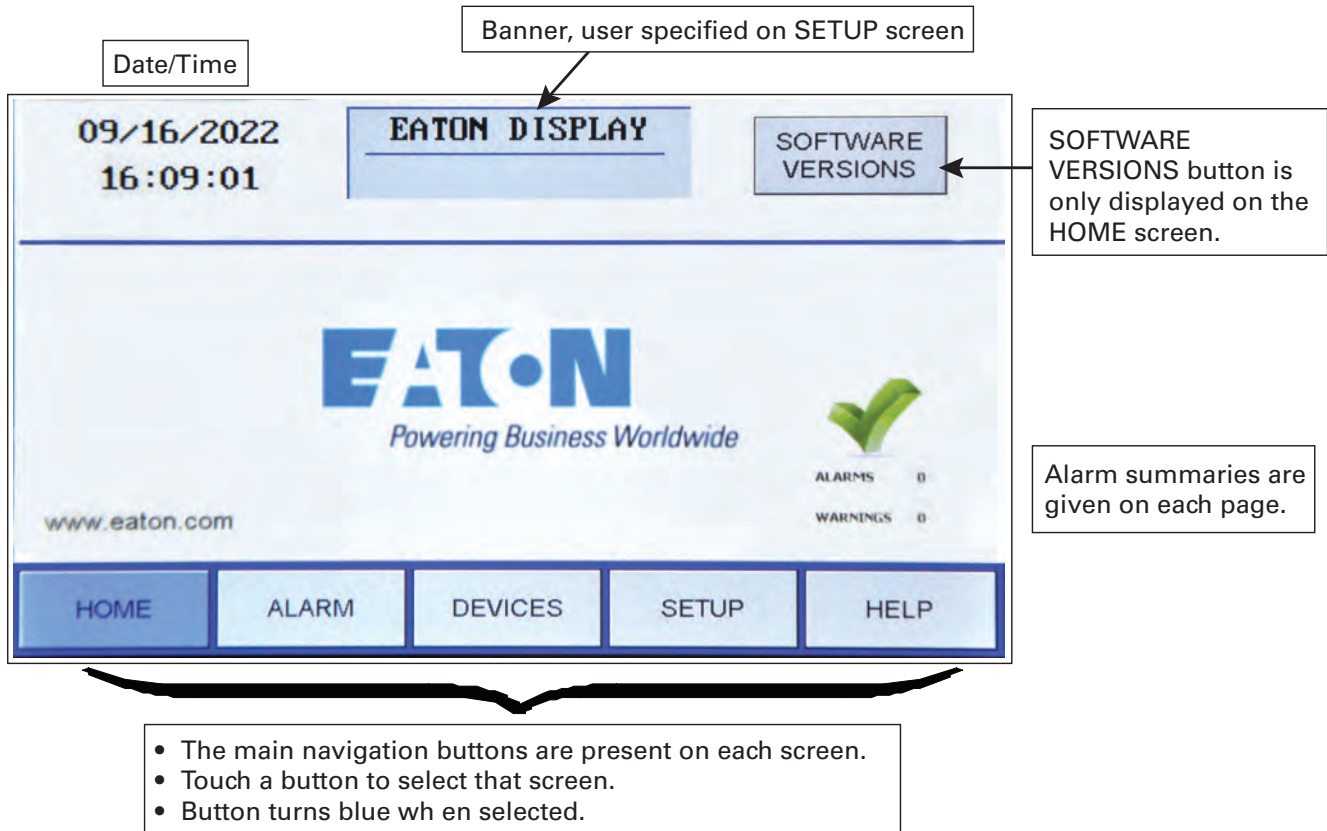 Banner, user specified on SETUP screen
Date/Time
09/16/2022
16:09:01
EATON DISPLAY
SOFTWARE
VERSIONS
SOFTWARE
VERSIONS button is
only displayed on the
HOME screen.
EATON
Powering Business Worldwide
ALARMS 0
WARNINGS 0
www.eaton.com
Alarm summaries are
given on each page.
HOME ALARM DEVICES SETUP HELP
• The main navigation buttons are present on each screen.
• Touch a button to select that screen.
• Button turns blue wh en selected.